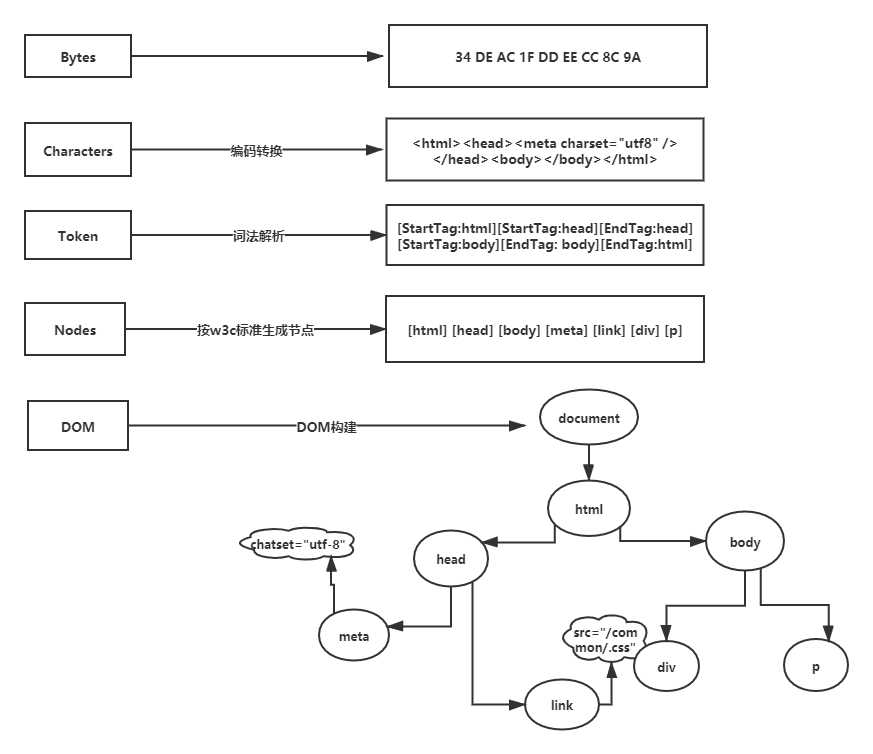 Bytes
34 DE AC 1F DD EE CC 8C 9A
Characters
编码转换
<html><head><meta charset="utf8" />
</head><body></body></html>
Token
词法解析
[StartTag:html][StartTag:head][EndTag:head]
[StartTag:body][EndTag: body][EndTag:html]
Nodes
按w3c标准生成节点
[html] [head] [body] [meta] [link] [div] [p]
DOM
DOM构建
document
html
body
chatset="utf-8"
head
meta
src="/com
mon/.css"
div
p
link